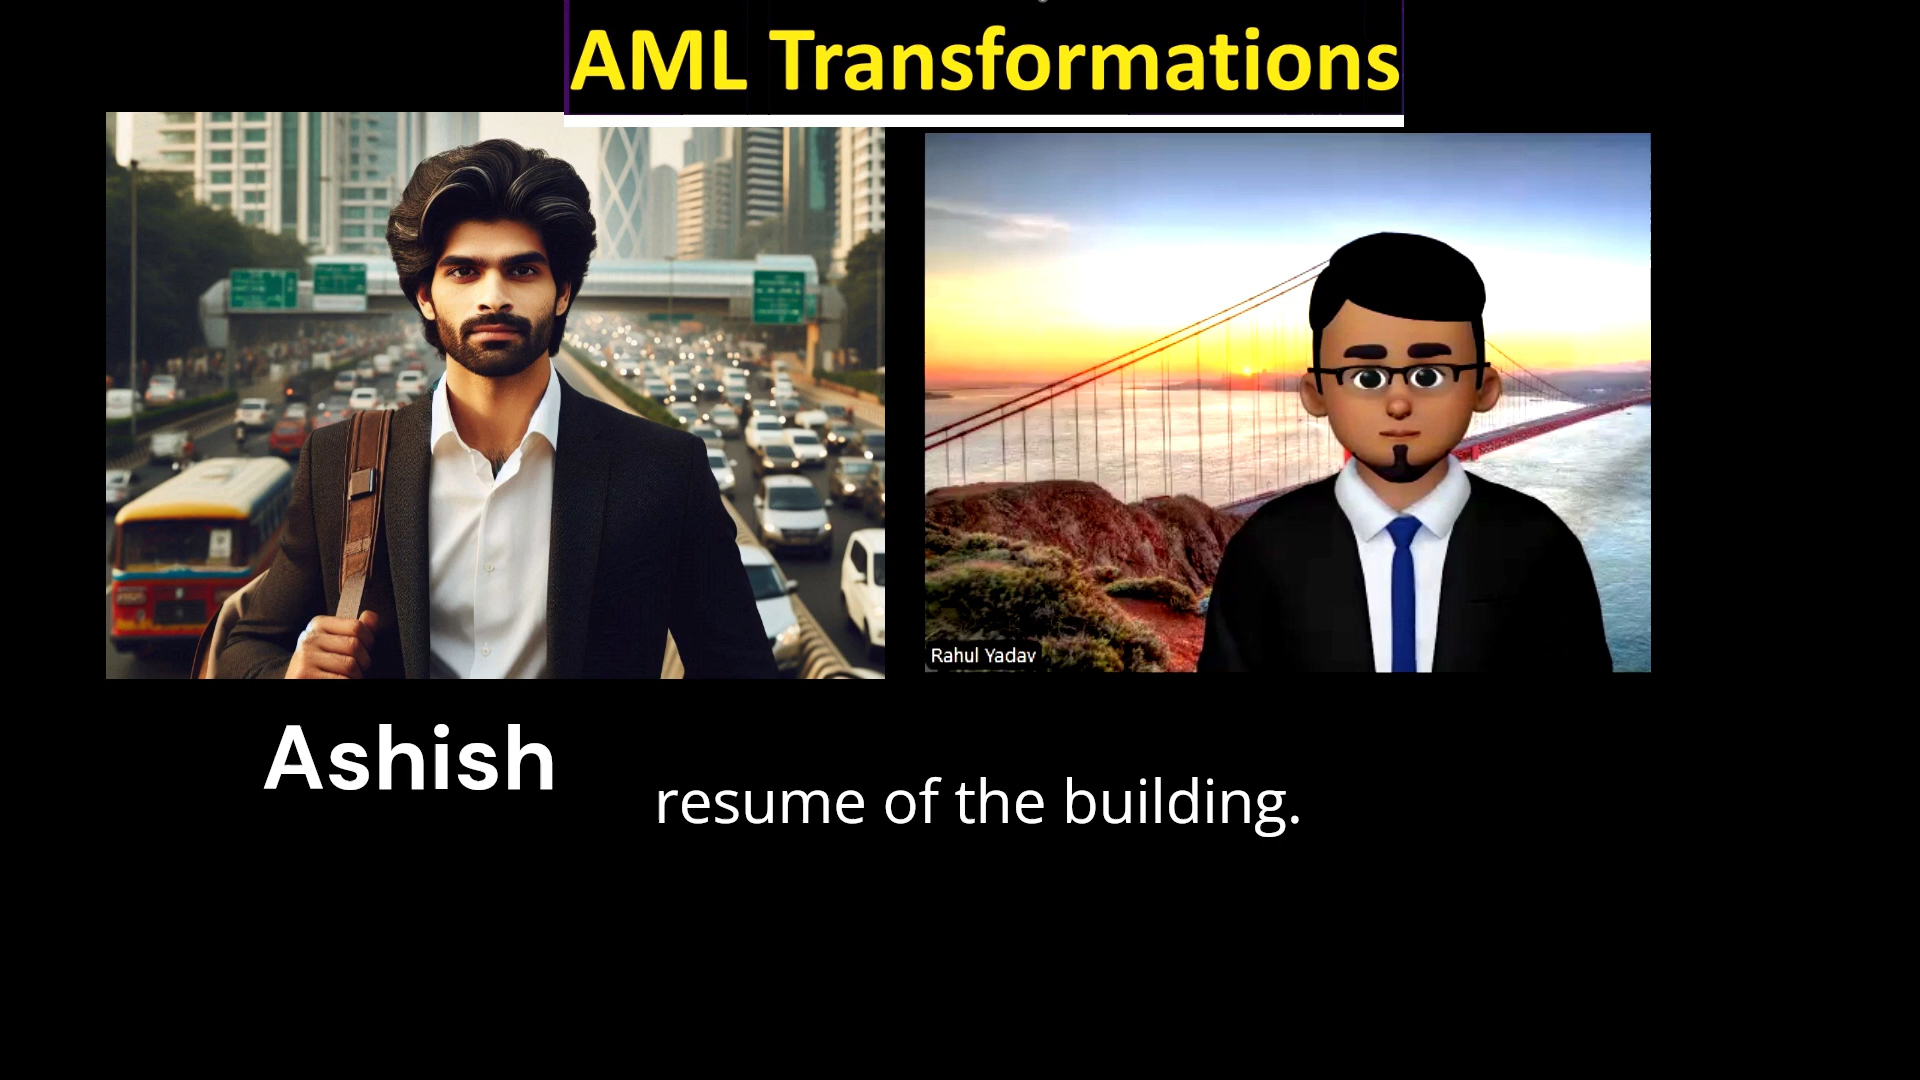 AML Transformations
Rahul Yadav
Ashish
resume of the building.